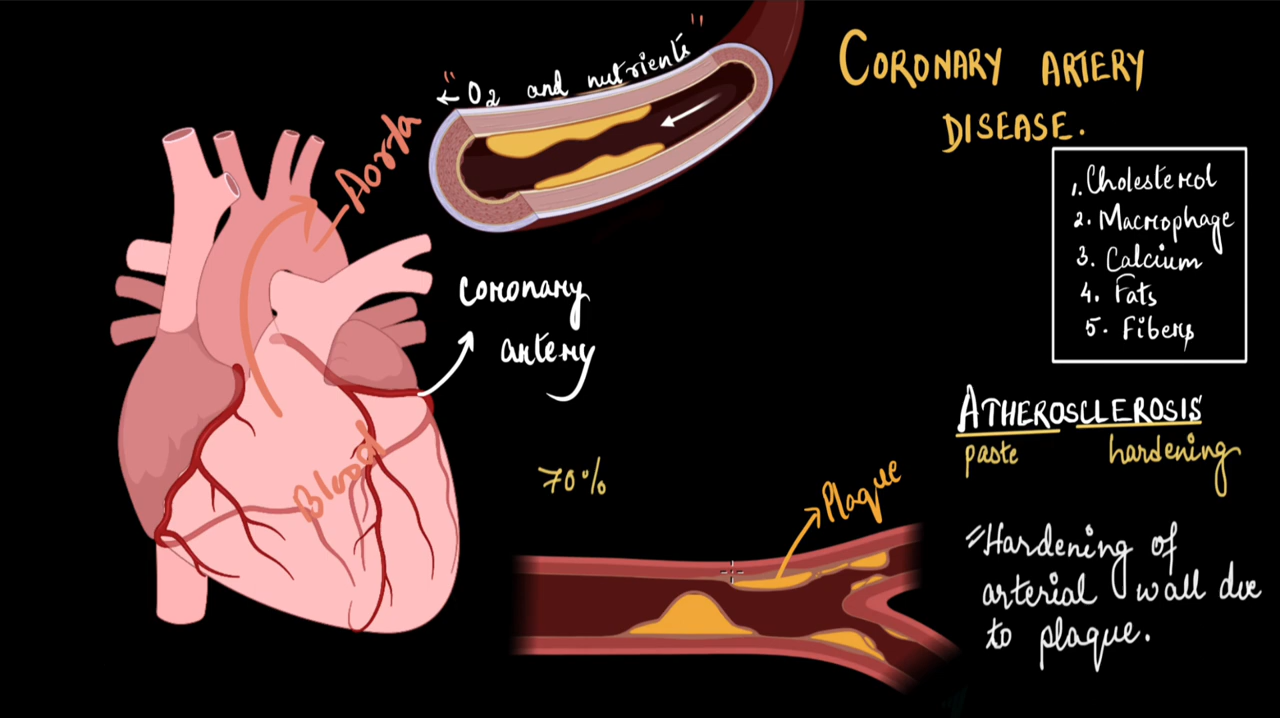 CORONARY ARTERY
DISEASE.
"← O2 and nutrients"
Aorta
1. Cholesterol
2. Macrophage
3. Calcium
4. Fats
5. Fibers
coronary
artery
ATHEROSCLEROSIS
paste hardening
Blood
70%
Plaque
"Hardening of
arterial wall due
to plaque.